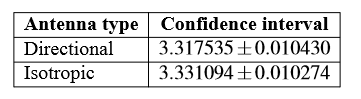 Antenna type Confidence interval
Directional 3.317535 ± 0.010430
Isotropic 3.331094 ± 0.010274